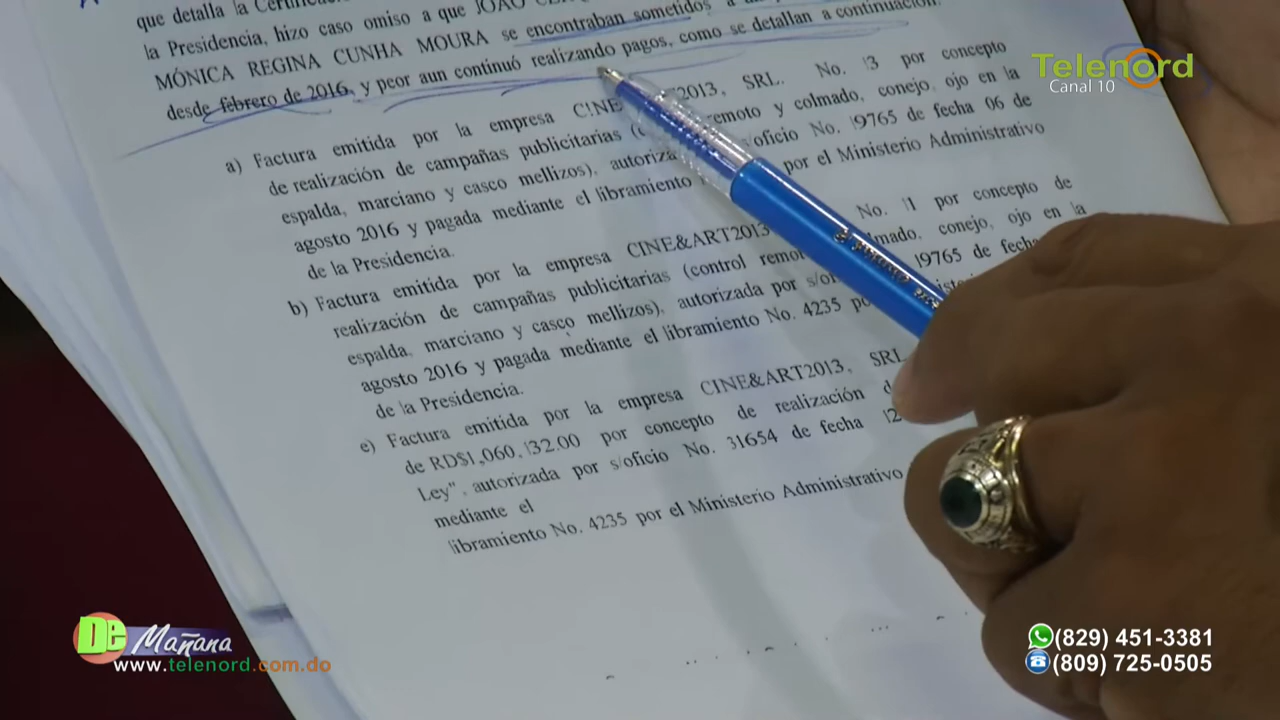 que detalla la
la Presidencia, hizo caso omiso a que JOAO
MÓNICA REGINA CUNHA MOURA se encontraban sometidos a
desde febrero de 2016, y peor aun continuó realizando pagos, como se detallan a continuación:
a) Factura emitida por la empresa CINE 2013, SRL. No. 13 por concepto
de realización de campañas publicitarias remoto y colmado, conejo, ojo en la
espalda, marciano y casco mellizos), s/oficio No. 19765 de fecha 06 de
agosto 2016 y pagada mediante el libramiento por el Ministerio Administrativo
de la Presidencia.
b) Factura emitida por la empresa CINE&ART2013 No. 11 por concepto de
realización de campañas publicitarias (control conejo, ojo en la
espalda, marciano y casco mellizos), autorizada por 19765 de fecha
agosto 2016 y pagada mediante el libramiento No. 4235
de la Presidencia.
e) Factura emitida por la empresa CINE&ART2013, SRL
de RD$1,060,132.00 por concepto de realización
Ley", autorizada por s/oficio No. 31654 de fecha
mediante el
libramiento No. 4235 por el Ministerio Administrativo
Telenord
Canal 10
De Mañana
www.telenord.com.do
(829) 451-3381
(809) 725-0505